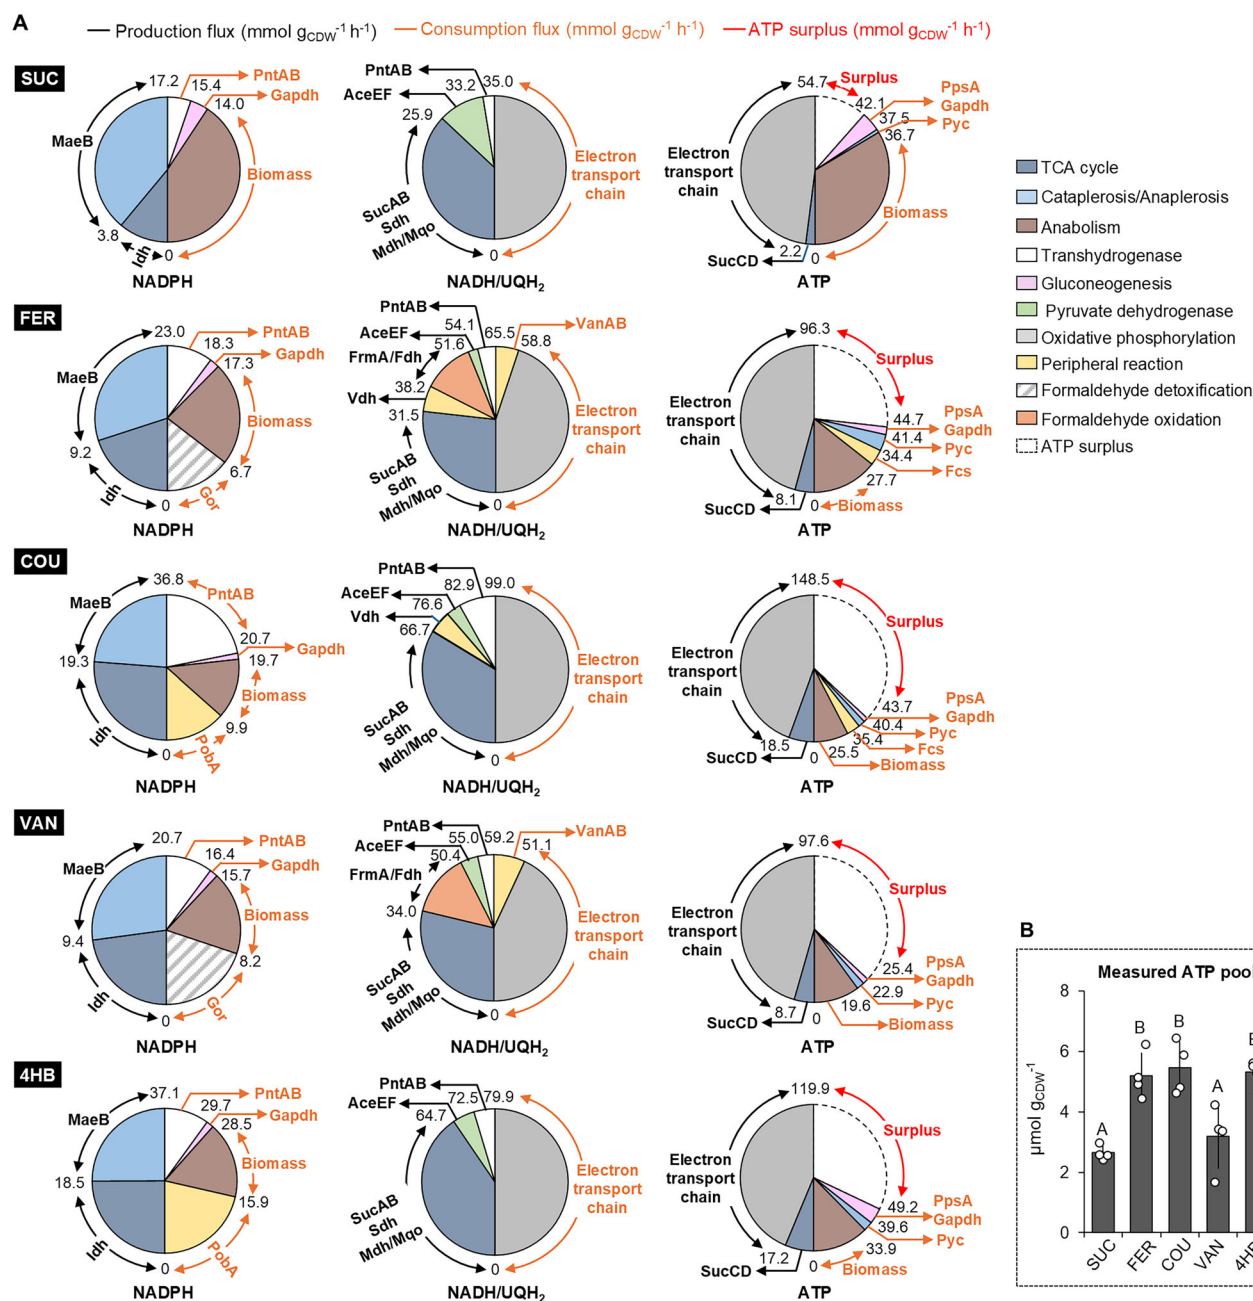 A
Production flux (mmol gCDW-1 h-1)
Consumption flux (mmol gCDW-1 h-1)
ATP surplus (mmol gCDW-1 h-1)
SUC
17.2
15.4
PntAB
Gapdh
14.0
MaeB
Biomass
3.8
Idh
0
NADPH
PntAB
35.0
33.2
AceEF
25.9
Electron
transport
chain
SucAB
Sdh
Mdh/Mqo
0
NADH/UQH2
54.7
Surplus
42.1
PpsA
Gapdh
37.5
Pyc
36.7
Electron
transport
chain
Biomass
2.2
SucCD
0
ATP
TCA cycle
Cataplerosis/Anaplerosis
Anabolism
Transhydrogenase
Gluconeogenesis
Pyruvate dehydrogenase
Oxidative phosphorylation
Peripheral reaction
Formaldehyde detoxification
Formaldehyde oxidation
ATP surplus
FER
23.0
PntAB
18.3
Gapdh
17.3
MaeB
Biomass
9.2
6.7
Idh
Gor
0
NADPH
PntAB
54.1
65.5
VanAB
AceEF
51.6
58.8
FrmA/Fdh
38.2
Vdh
31.5
Electron
transport
chain
SucAB
Sdh
Mdh/Mqo
0
NADH/UQH2
96.3
Surplus
Electron
transport
chain
44.7
PpsA
Gapdh
41.4
Pyc
34.4
Fcs
27.7
8.1
SucCD
0
Biomass
ATP
COU
36.8
PntAB
MaeB
20.7
Gapdh
19.3
19.7
Biomass
9.9
Idh
PobA
0
NADPH
PntAB
82.9
99.0
AceEF
76.6
Vdh
66.7
Electron
transport
chain
SucAB
Sdh
Mdh/Mqo
0
NADH/UQH2
148.5
Surplus
Electron
transport
chain
43.7
PpsA
Gapdh
40.4
Pyc
35.4
Fcs
25.5
Biomass
18.5
SucCD
0
ATP
VAN
20.7
PntAB
16.4
Gapdh
15.7
MaeB
Biomass
9.4
8.2
Idh
Gor
0
NADPH
PntAB
55.0
59.2
VanAB
AceEF
50.4
51.1
FrmA/Fdh
34.0
Electron
transport
chain
SucAB
Sdh
Mdh/Mqo
0
NADH/UQH2
97.6
Surplus
Electron
transport
chain
25.4
PpsA
Gapdh
22.9
Pyc
19.6
Biomass
8.7
SucCD
0
ATP
4HB
37.1
PntAB
29.7
Gapdh
28.5
MaeB
Biomass
18.5
15.9
Idh
PobA
0
NADPH
PntAB
72.5
79.9
AceEF
64.7
Electron
transport
chain
SucAB
Sdh
Mdh/Mqo
0
NADH/UQH2
119.9
Surplus
Electron
transport
chain
49.2
PpsA
Gapdh
39.6
Pyc
33.9
17.2
SucCD
0
Biomass
ATP
B
Measured ATP pool
μmol gCDW-1
8
6
4
2
0
A
B
B
A
SUC
FER
COU
VAN
4HB